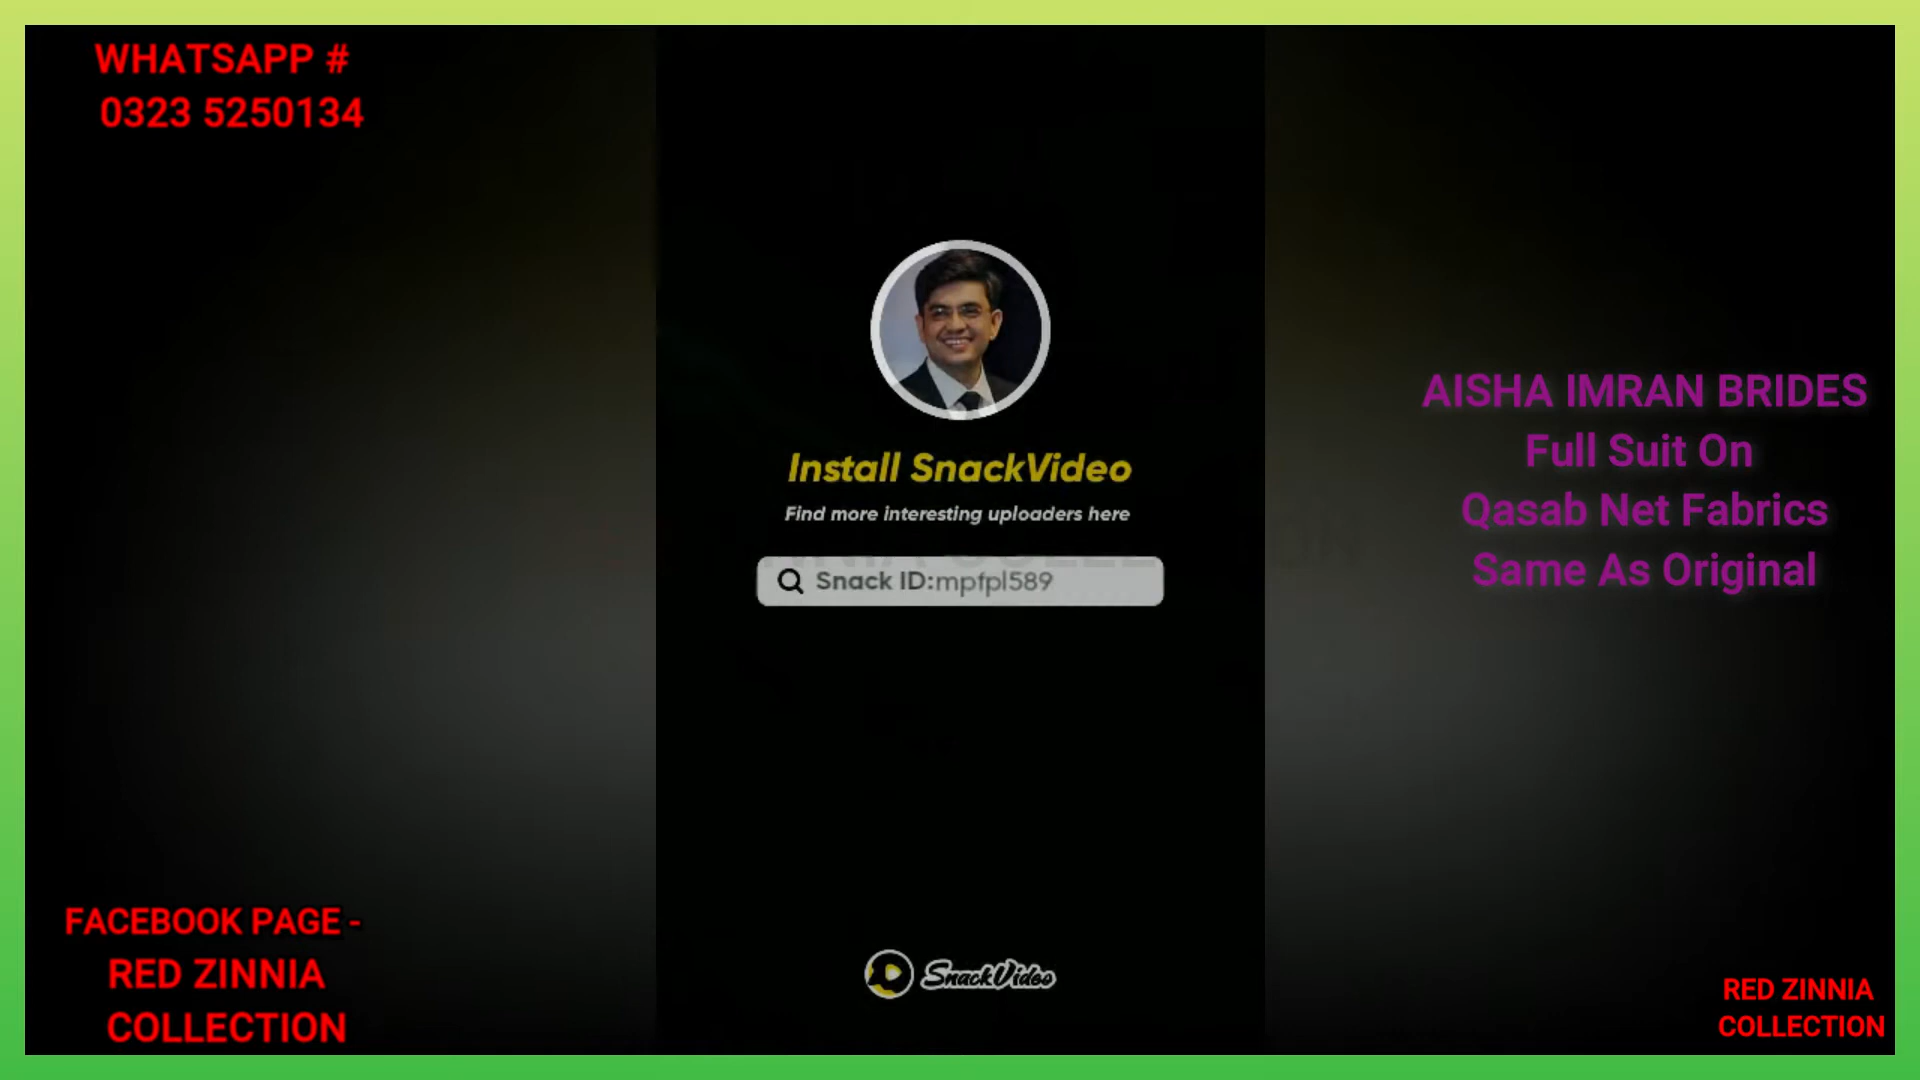 WHATSAPP #
0323 5250134
Install SnackVideo
Find more interesting uploaders here
Snack ID:mpfpl589
AISHA IMRAN BRIDES
Full Suit On
Qasab Net Fabrics
Same As Original
FACEBOOK PAGE -
RED ZINNIA
COLLECTION
SnackVideo
RED ZINNIA
COLLECTION